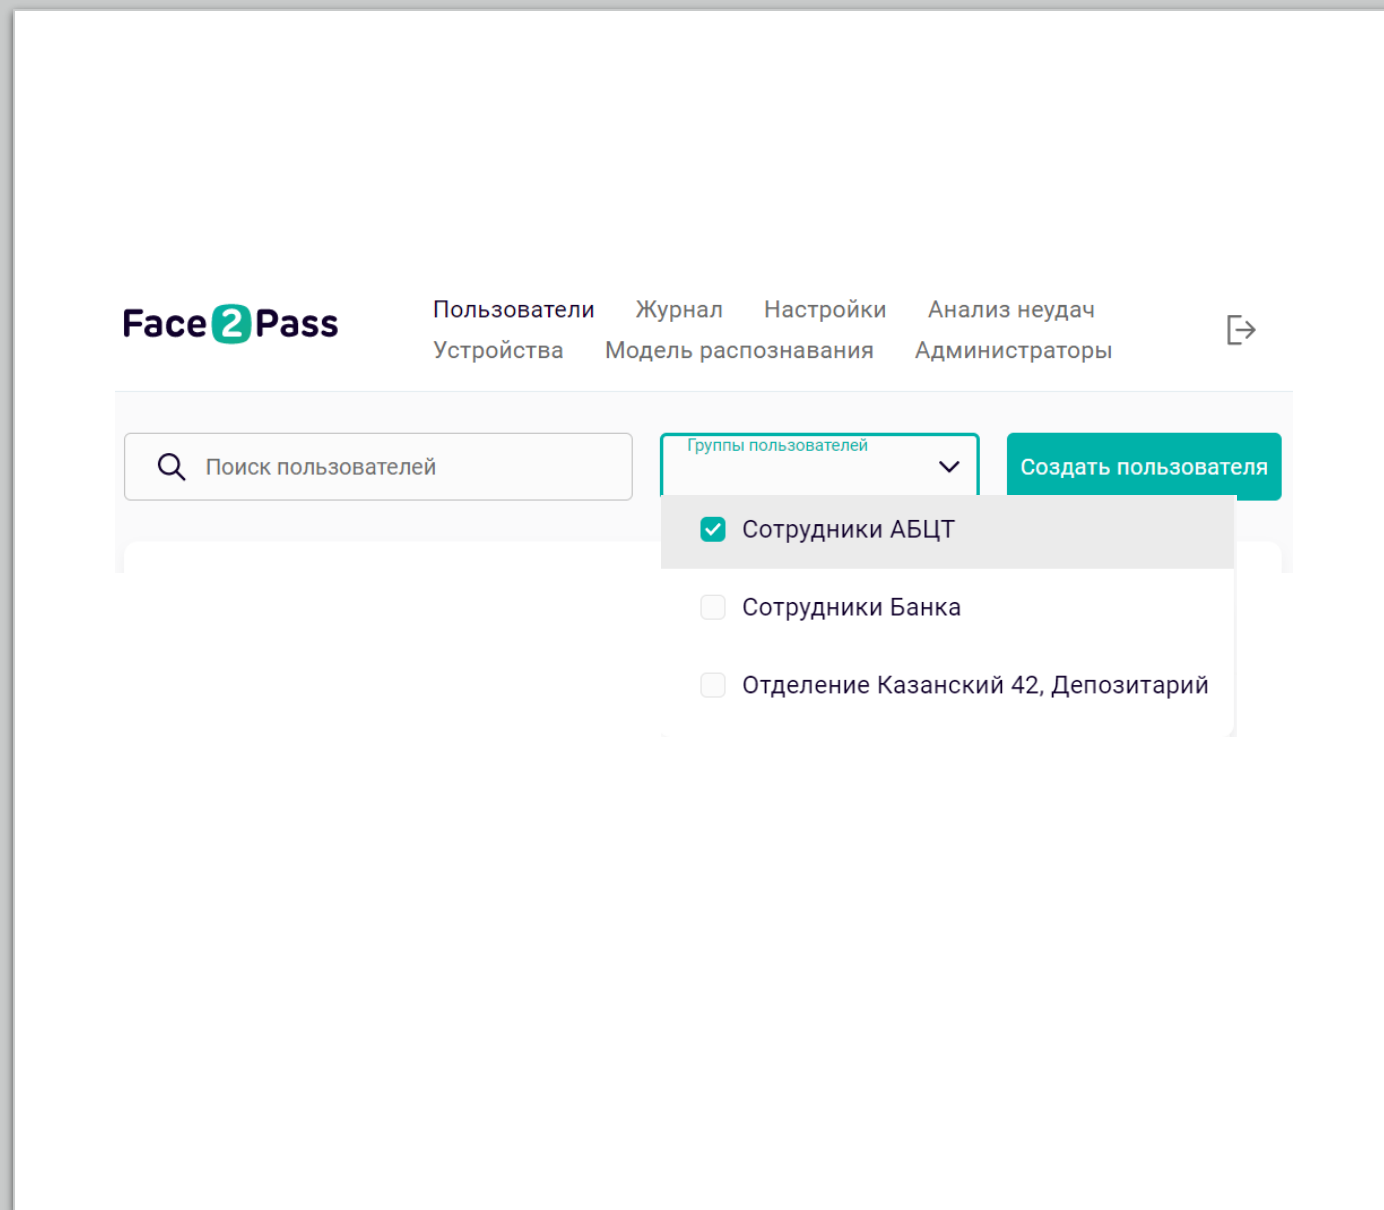 Face2Pass
Пользователи Журнал Настройки Анализ неудач
Устройства Модель распознавания Администраторы
Поиск пользователей
Группы пользователей
Создать пользователя
Сотрудники АБЦТ
Сотрудники Банка
Отделение Казанский 42, Депозитарий